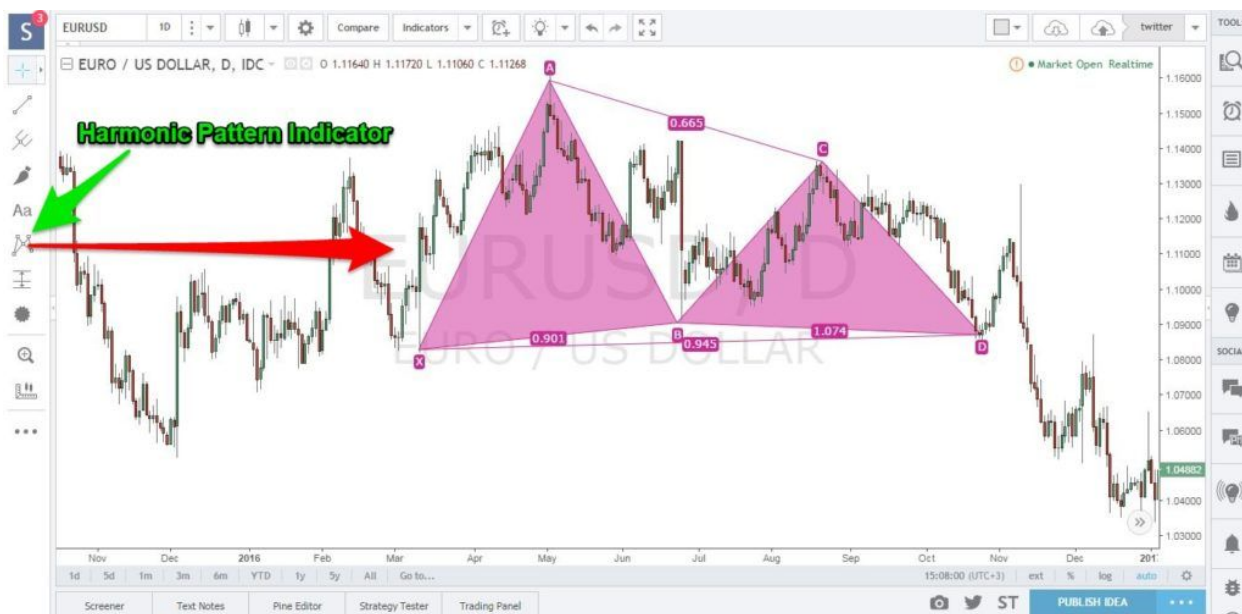 S
3
EURUSD 1D Compare Indicators twitter
TOOL
EURO / US DOLLAR, D, IDC O 1.11640 H 1.11720 L 1.11060 C 1.11268
Market Open Realtime
Harmonic Pattern Indicator
Aa
EURUSD, D
EURO / US DOLLAR
A
0.665
C
0.901
B
0.945
1.074
X
D
1.16000
1.15000
1.14000
1.13000
1.12000
1.11000
1.10000
1.09000
1.08000
1.07000
1.06000
1.04882
1.04000
1.03000
SOCIA
Nov Dec 2016 Feb Mar Apr May Jun Jul Aug Sep Oct Nov Dec 201
1d 5d 1m 3m 6m YTD 1y 5y All Go to... 15:08:00 (UTC+3) ext % log auto
Screener Text Notes Pine Editor Strategy Tester Trading Panel ST PUBLISH IDEA